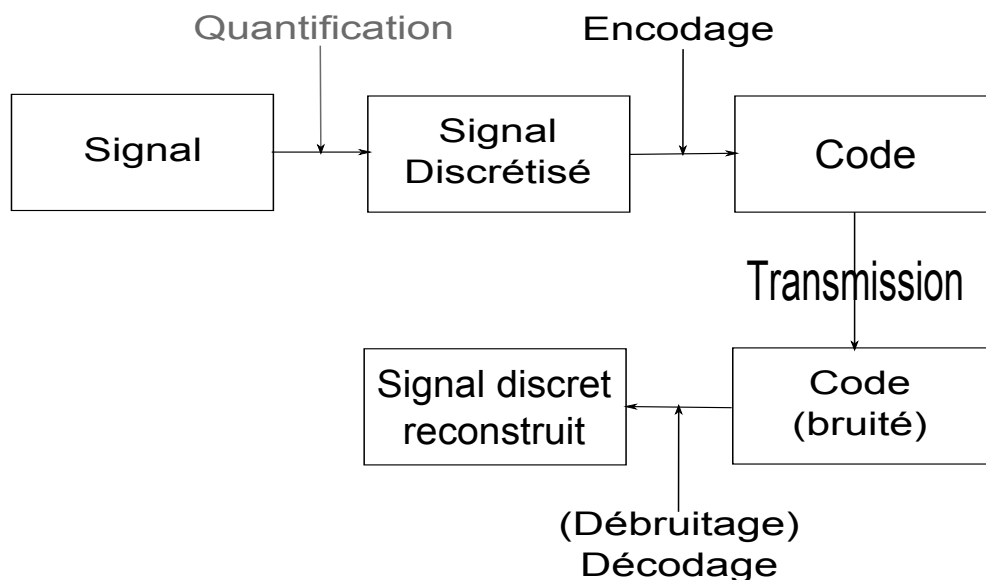 Quantification
Encodage
Signal
Signal
Discrétisé
Code
Transmission
Signal discret
reconstruit
Code
(bruité)
(Débruitage)
Décodage